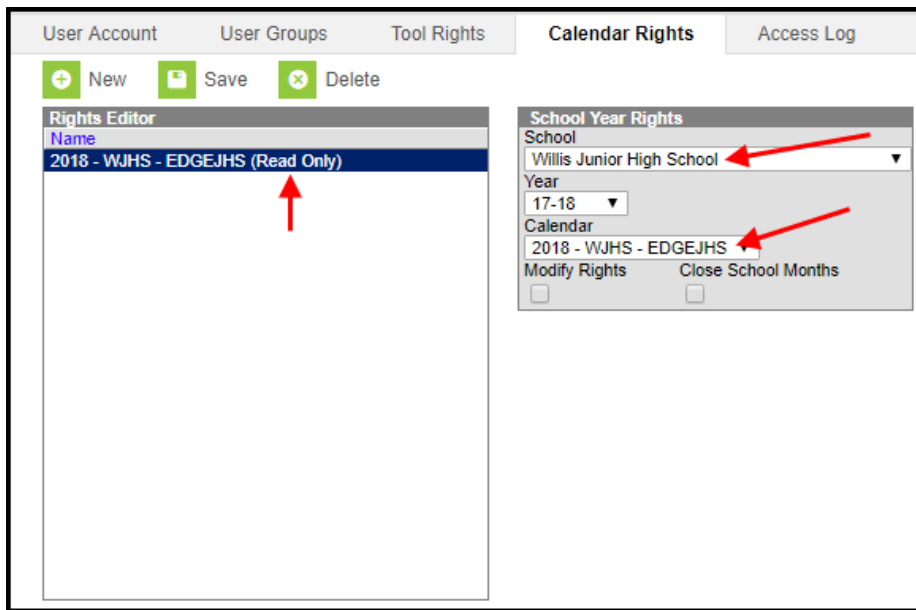 User Account User Groups Tool Rights Calendar Rights Access Log
New Save Delete
Rights Editor
Name
2018 - WJHS - EDGEJHS (Read Only)
School Year Rights
School
Willis Junior High School
Year
17-18
Calendar
2018 - WJHS - EDGEJHS
Modify Rights Close School Months